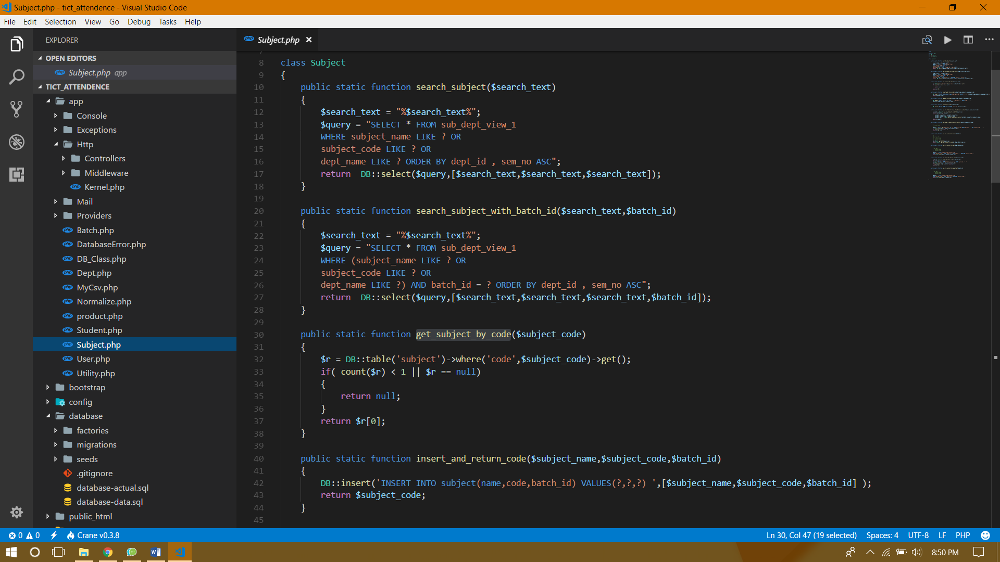 Subject.php - tict_attendence - Visual Studio Code
File Edit Selection View Go Debug Tasks Help
EXPLORER
OPEN EDITORS
Subject.php app
TICT_ATTENDENCE
app
Console
Exceptions
Http
Controllers
Middleware
Kernel.php
Mail
Providers
Batch.php
DatabaseError.php
DB_Class.php
Dept.php
MyCsv.php
Normalize.php
product.php
Student.php
Subject.php
User.php
Utility.php
bootstrap
config
database
factories
migrations
seeds
.gitignore
database-actual.sql
database-data.sql
public_html
Subject.php
8 class Subject
9 {
10 public static function search_subject($search_text)
11 {
12 $search_text = "%$search_text%";
13 $query = "SELECT * FROM sub_dept_view_1
14 WHERE subject_name LIKE ? OR
15 subject_code LIKE ? OR
16 dept_name LIKE ? ORDER BY dept_id , sem_no ASC";
17 return  DB::select($query,[$search_text,$search_text,$search_text]);
18 }
19
20 public static function search_subject_with_batch_id($search_text,$batch_id)
21 {
22 $search_text = "%$search_text%";
23 $query = "SELECT * FROM sub_dept_view_1
24 WHERE (subject_name LIKE ? OR
25 subject_code LIKE ? OR
26 dept_name LIKE ?) AND batch_id = ? ORDER BY dept_id , sem_no ASC";
27 return  DB::select($query,[$search_text,$search_text,$search_text,$batch_id]);
28 }
29
30 public static function get_subject_by_code($subject_code)
31 {
32 $r = DB::table('subject')->where('code',$subject_code)->get();
33 if( count($r) < 1 || $r == null)
34 {
35 return null;
36 }
37 return $r[0];
38 }
39
40 public static function insert_and_return_code($subject_name,$subject_code,$batch_id)
41 {
42 DB::insert('INSERT INTO subject(name,code,batch_id) VALUES(?,?,?) ',[$subject_name,$subject_code,$batch_id] );
43 return $subject_code;
44 }
45
0 0 Crane v0.3.8 Ln 30, Col 47 (19 selected) Spaces: 4 UTF-8 LF PHP
8:50 PM